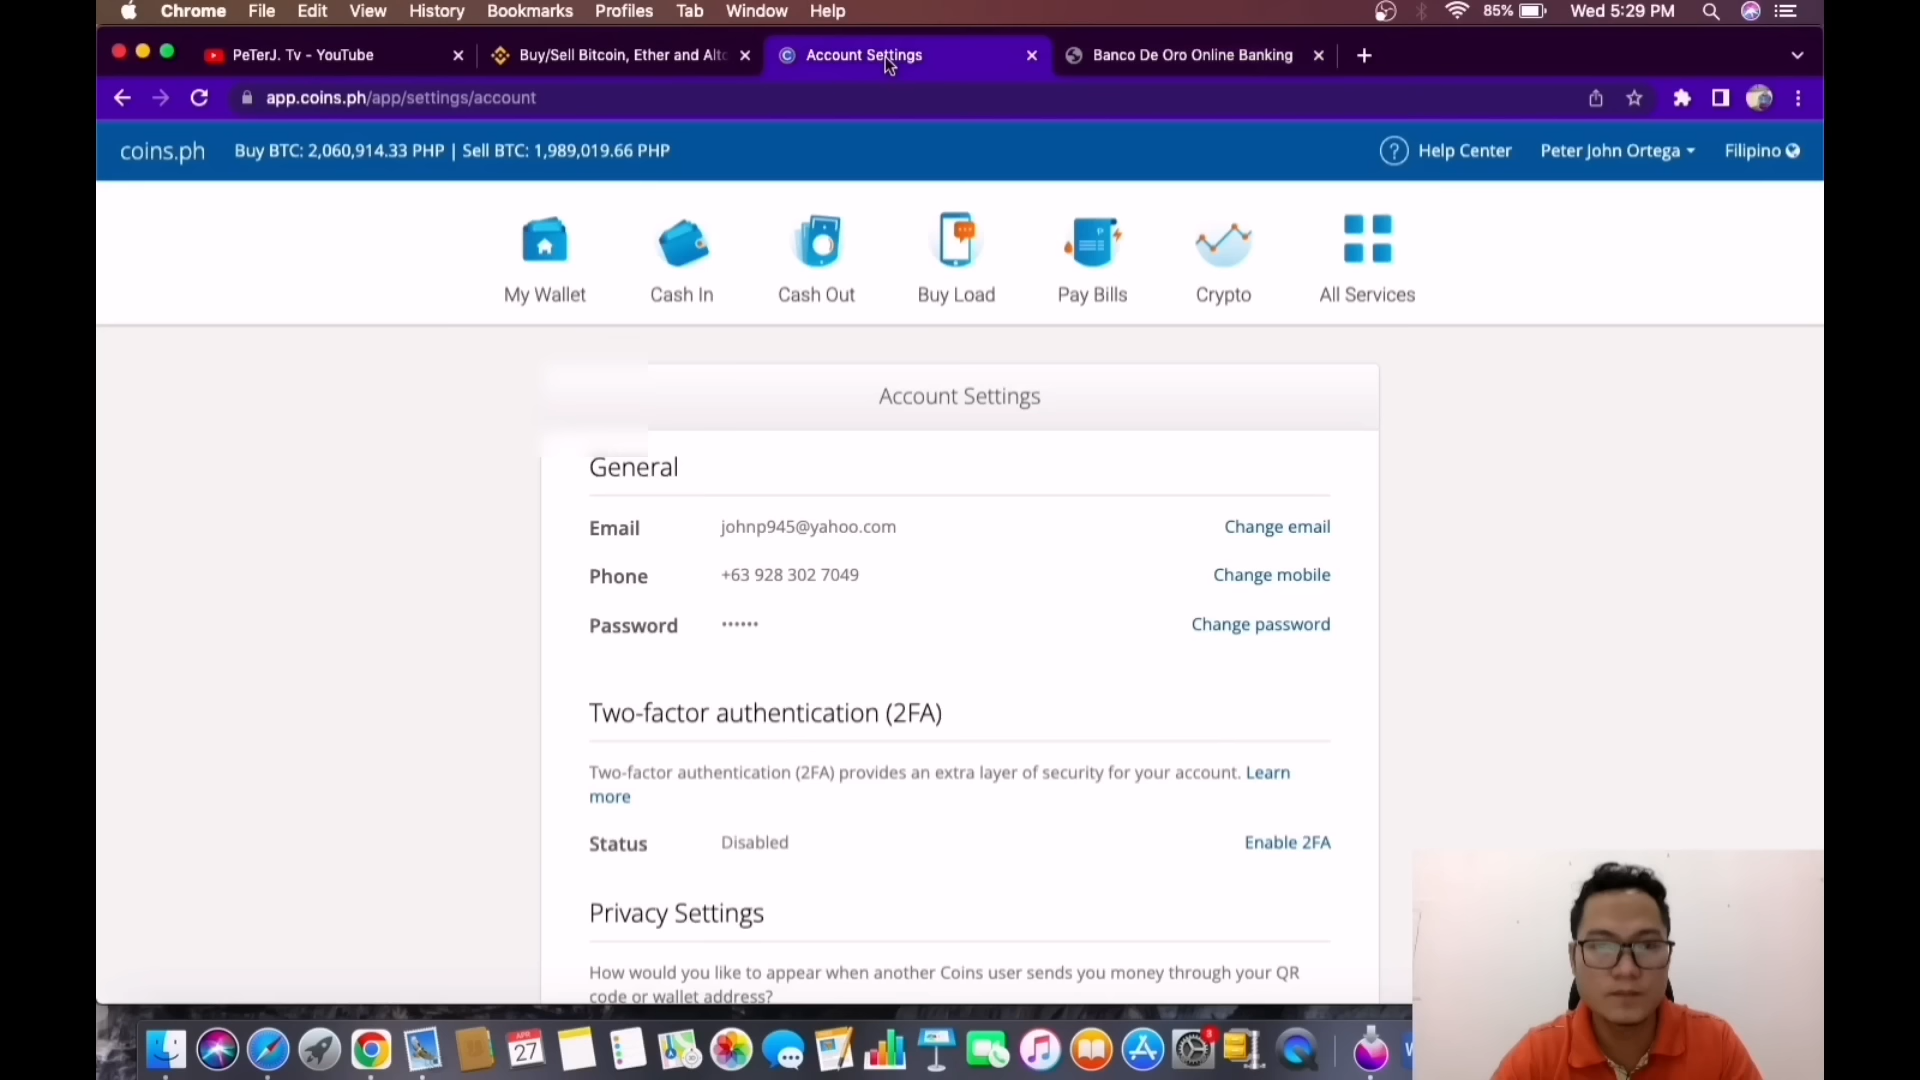 Chrome File Edit View History Bookmarks Profiles Tab Window Help 85% Wed 5:29 PM
PeTerJ. Tv - YouTube Buy/Sell Bitcoin, Ether and Altc Account Settings Banco De Oro Online Banking
app.coins.ph/app/settings/account
coins.ph Buy BTC: 2,060,914.33 PHP | Sell BTC: 1,989,019.66 PHP ? Help Center Peter John Ortega Filipino
My Wallet Cash In Cash Out Buy Load Pay Bills Crypto All Services
Account Settings
General
Email johnp945@yahoo.com Change email
Phone +63 928 302 7049 Change mobile
Password •••••• Change password
Two-factor authentication (2FA)
Two-factor authentication (2FA) provides an extra layer of security for your account. Learn
more
Status Disabled Enable 2FA
Privacy Settings
How would you like to appear when another Coins user sends you money through your QR
code or wallet address?
APR
27